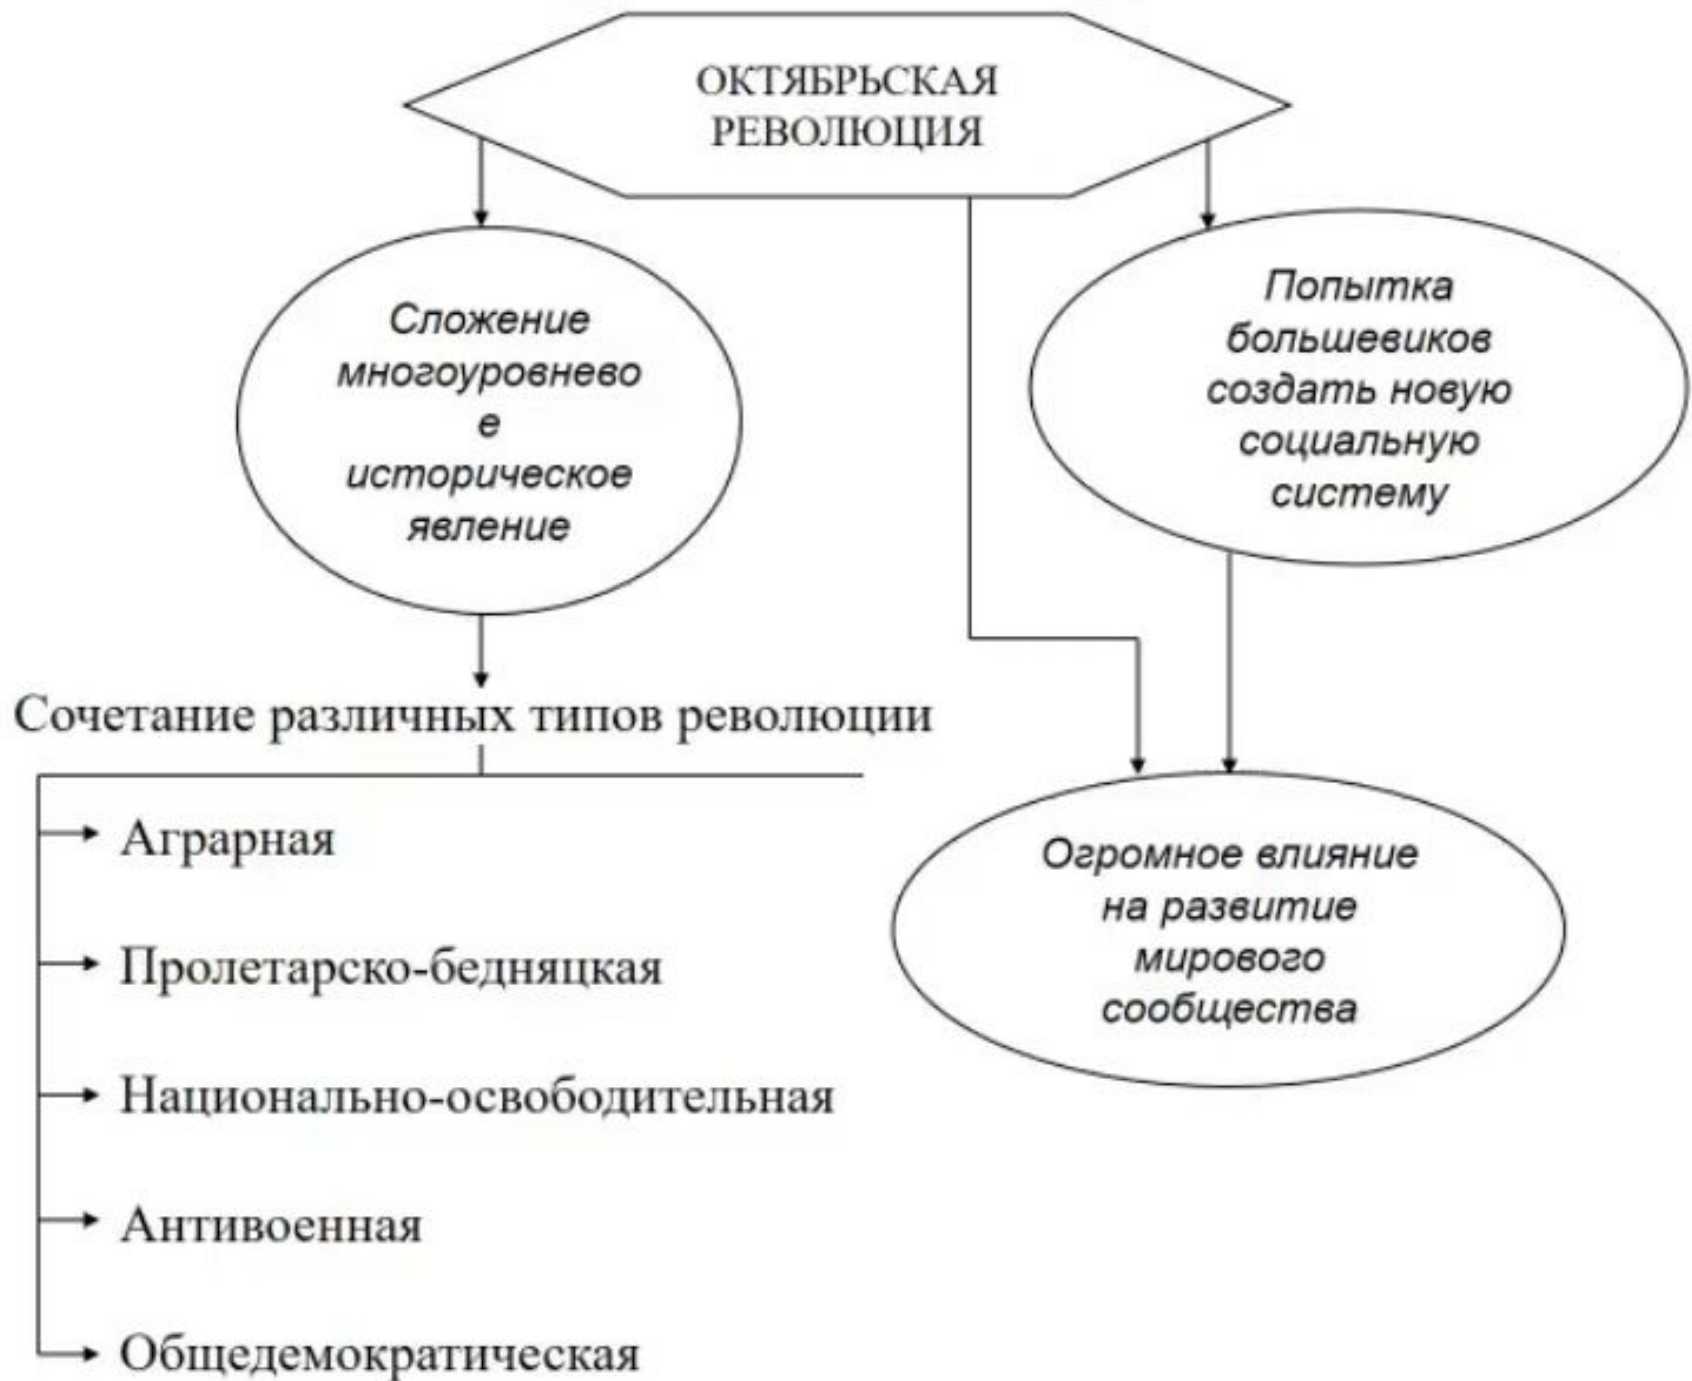 ОКТЯБРЬСКАЯ
РЕВОЛЮЦИЯ
Сложение
многоуровнево
е
историческое
явление
Попытка
большевиков
создать новую
социальную
систему
Сочетание различных типов революции
Аграрная
Пролетарско-бедняцкая
Национально-освободительная
Антивоенная
Общедемократическая
Огромное влияние
на развитие
мирового
сообщества